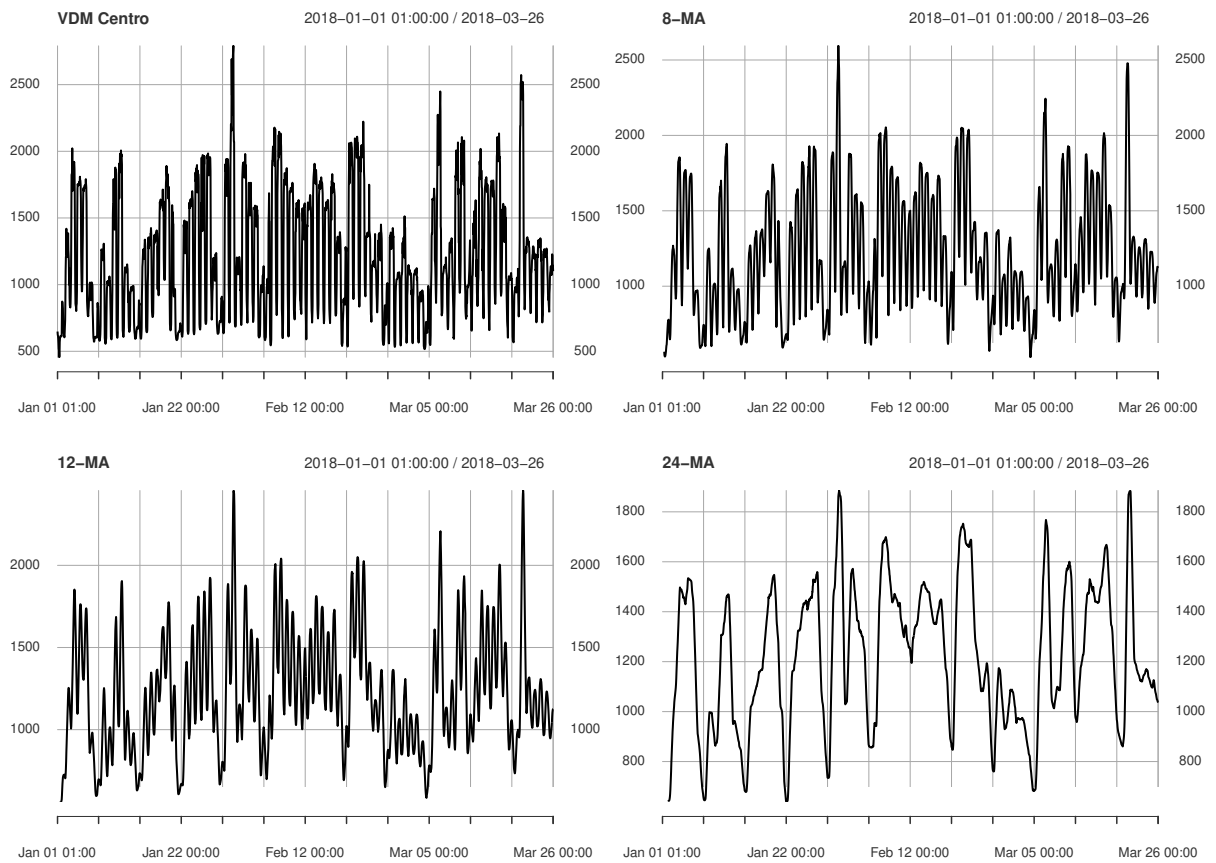 VDM Centro 2018−01−01 01:00:00 / 2018−03−26
2500 2500
2000 2000
1500 1500
1000 1000
500 500
Jan 01 01:00 Jan 22 00:00 Feb 12 00:00 Mar 05 00:00 Mar 26 00:00
8−MA 2018−01−01 01:00:00 / 2018−03−26
2500 2500
2000 2000
1500 1500
1000 1000
Jan 01 01:00 Jan 22 00:00 Feb 12 00:00 Mar 05 00:00 Mar 26 00:00
12−MA 2018−01−01 01:00:00 / 2018−03−26
2000 2000
1500 1500
1000 1000
Jan 01 01:00 Jan 22 00:00 Feb 12 00:00 Mar 05 00:00 Mar 26 00:00
24−MA 2018−01−01 01:00:00 / 2018−03−26
1800 1800
1600 1600
1400 1400
1200 1200
1000 1000
800 800
Jan 01 01:00 Jan 22 00:00 Feb 12 00:00 Mar 05 00:00 Mar 26 00:00